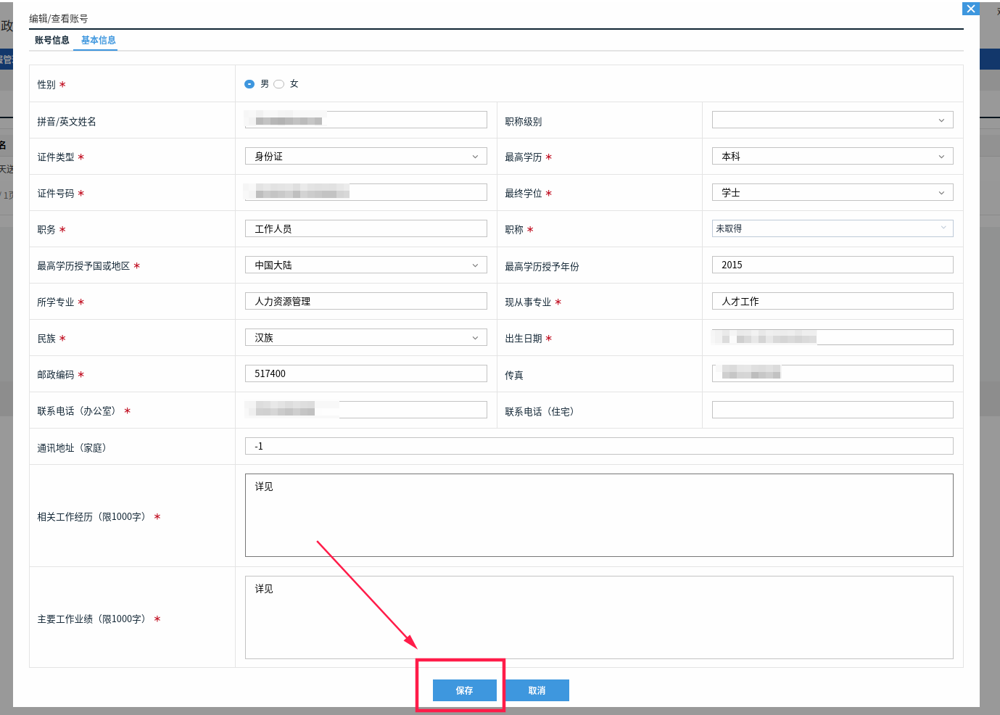 编辑/查看账号
政
账号信息 基本信息
管
性别 *
男 女
拼音/英文姓名
职称级别
名
证件类型 *
身份证
最高学历 *
本科
天送
证件号码 *
最终学位 *
学士
/ 1页
职务 *
工作人员
职称 *
未取得
最高学历授予国或地区 *
中国大陆
最高学历授予年份
2015
所学专业 *
人力资源管理
现从事专业 *
人才工作
民族 *
汉族
出生日期 *
邮政编码 *
517400
传真
联系电话（办公室） *
联系电话（住宅）
通讯地址（家庭）
-1
相关工作经历（限1000字） *
详见
主要工作业绩（限1000字） *
详见
保存 取消